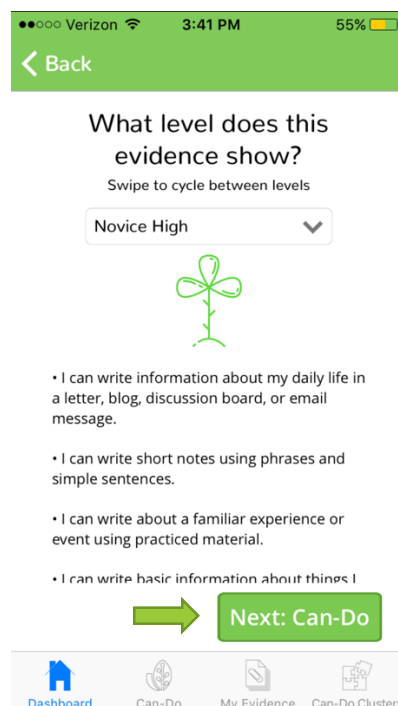 Verizon 3:41 PM 55%
Back
What level does this
evidence show?
Swipe to cycle between levels
Novice High
• I can write information about my daily life in
a letter, blog, discussion board, or email
message.
• I can write short notes using phrases and
simple sentences.
• I can write about a familiar experience or
event using practiced material.
• I can write basic information about things I
Next: Can-Do
Dashboard Can-Do My Evidence Can-Do Clusters